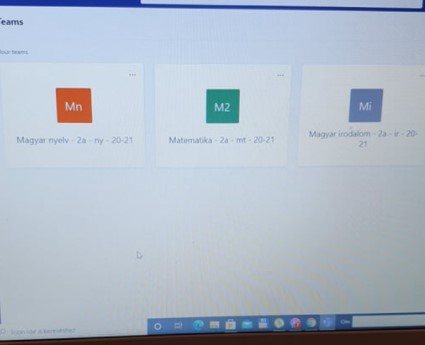 Teams
Your teams
Mn
Magyar nyelv - 2a - ny - 20-21
M2
Matematika - 2a - mt - 20-21
Mi
Magyar irodalom - 2a - ir - 20-
21
a kereséshez